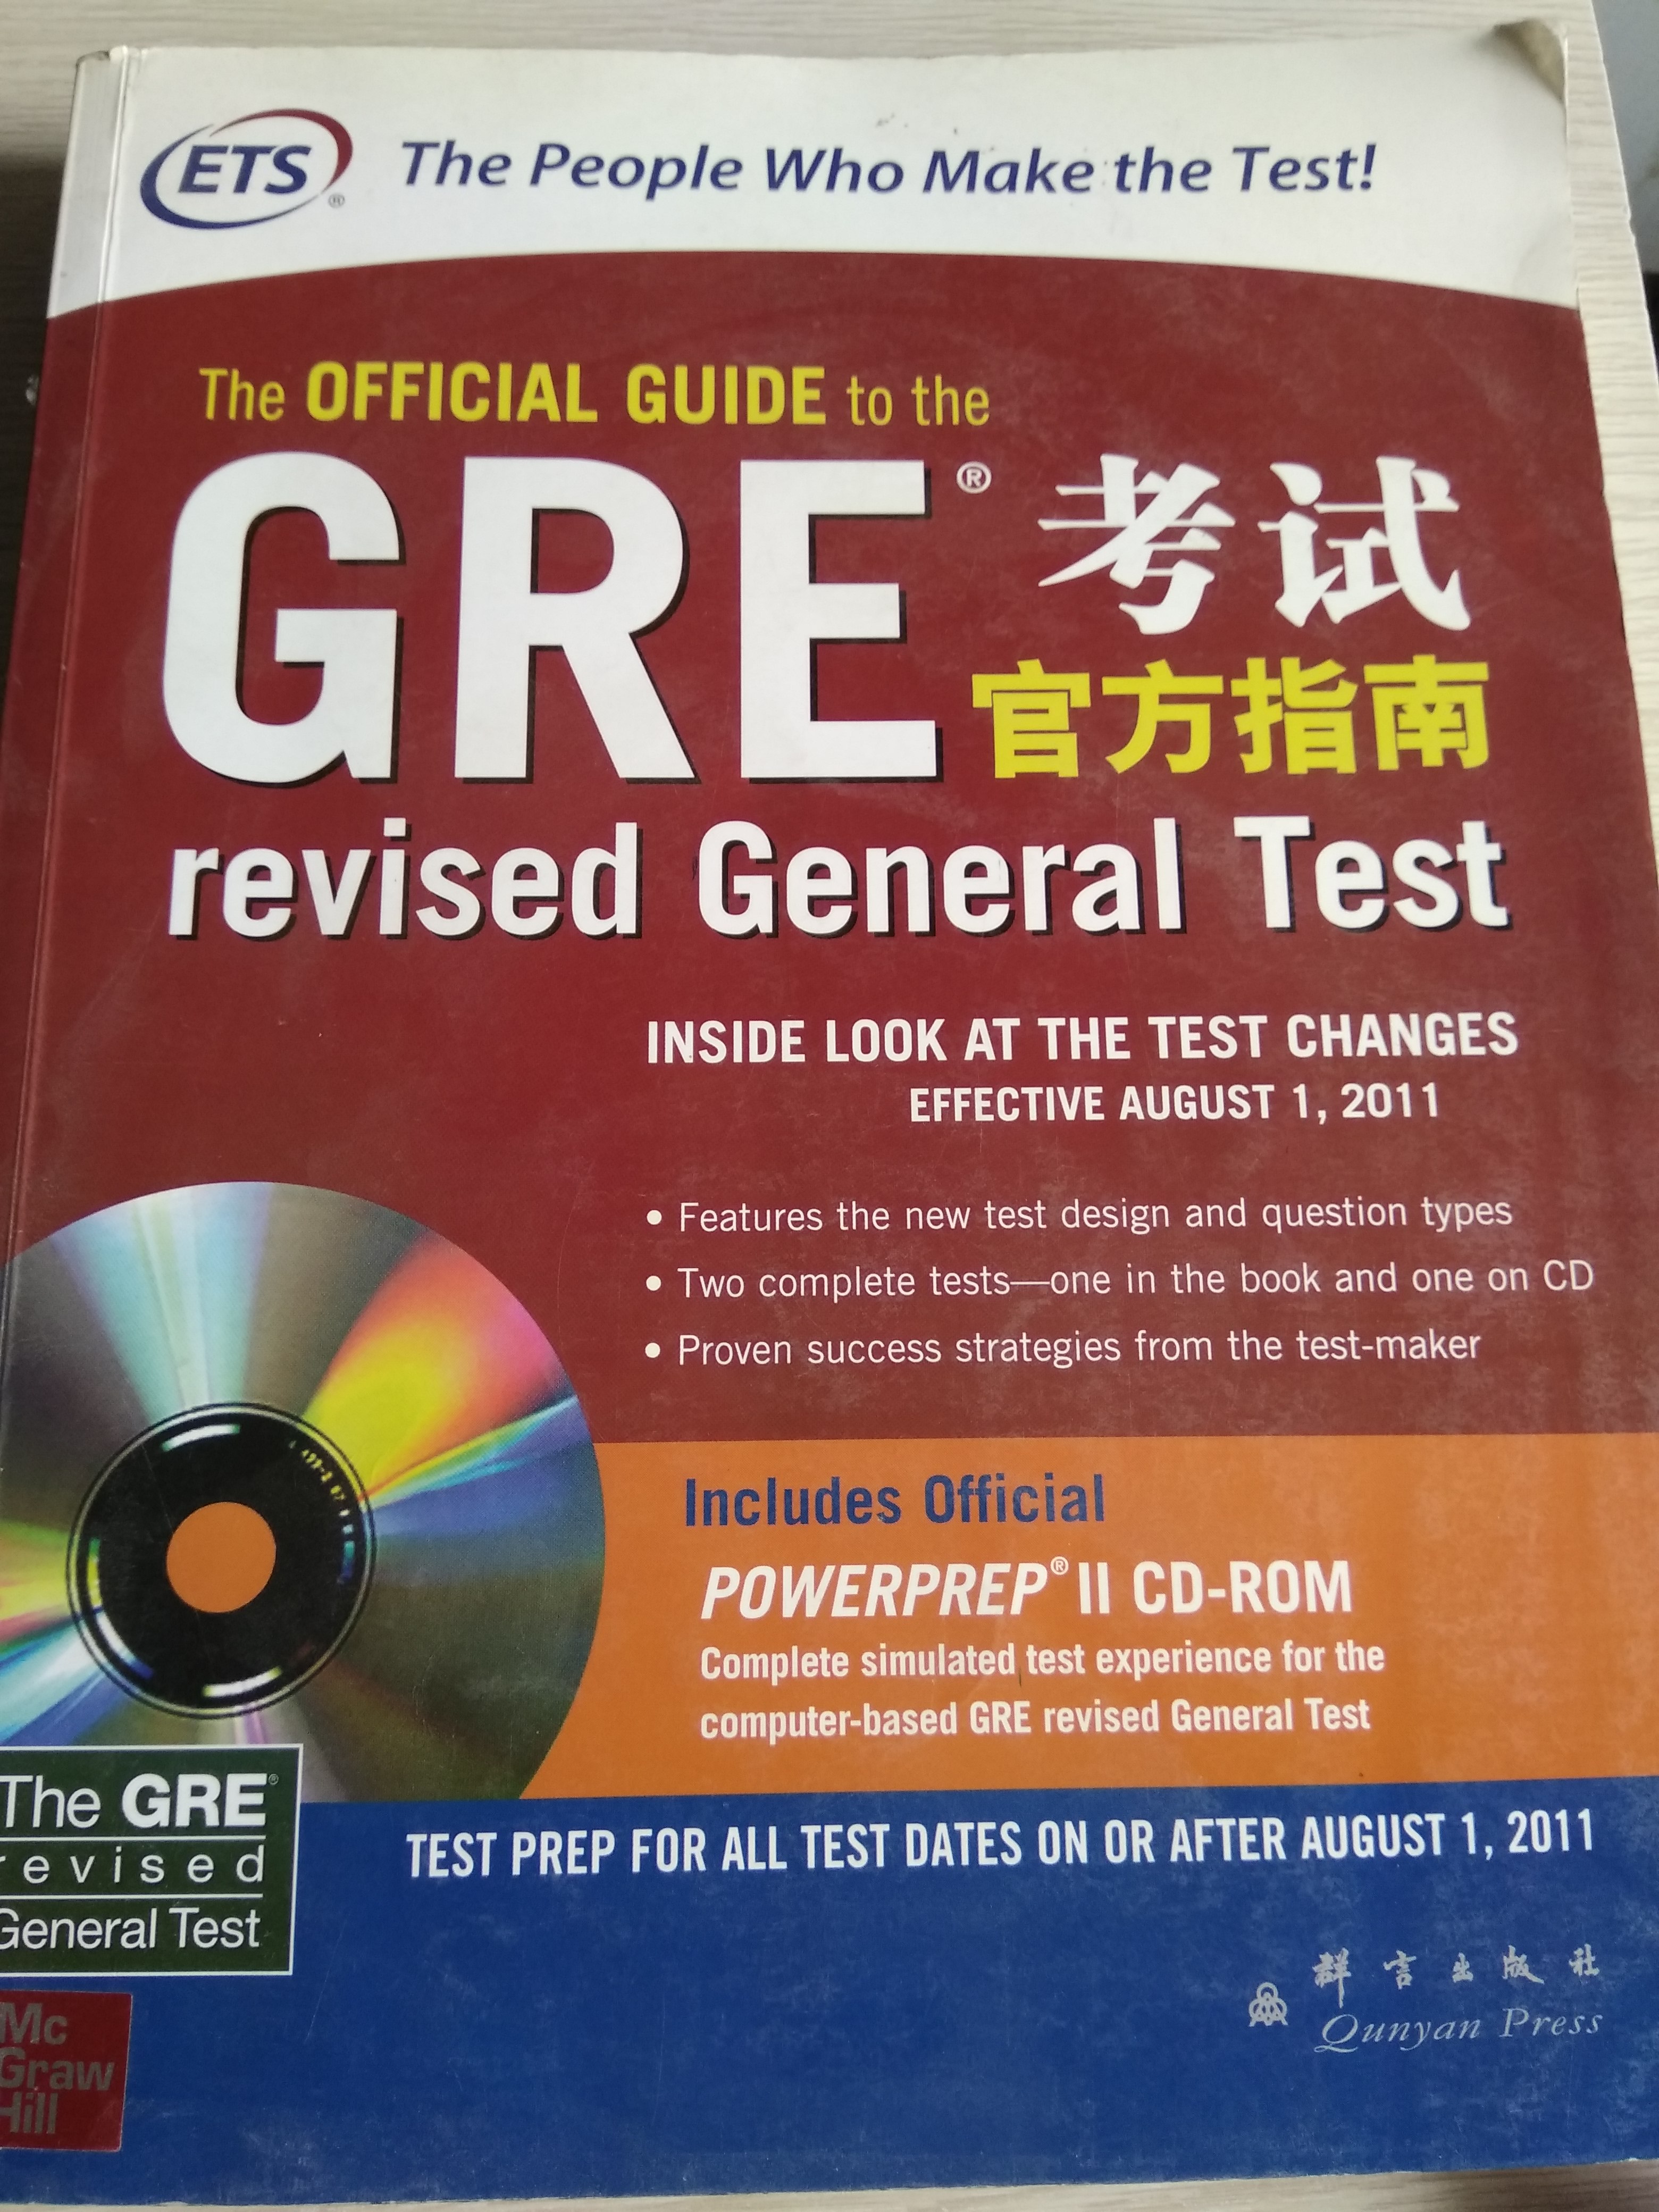 ETS® The People Who Make the Test!
The OFFICIAL GUIDE to the
GRE® 考试
官方指南
revised General Test
INSIDE LOOK AT THE TEST CHANGES
EFFECTIVE AUGUST 1, 2011
• Features the new test design and question types
• Two complete tests—one in the book and one on CD
• Proven success strategies from the test-maker
Includes Official
POWERPREP® II CD-ROM
Complete simulated test experience for the
computer-based GRE revised General Test
The GRE®
revised
General Test
TEST PREP FOR ALL TEST DATES ON OR AFTER AUGUST 1, 2011
群言出版社
Qunyan Press
Mc
Graw
Hill